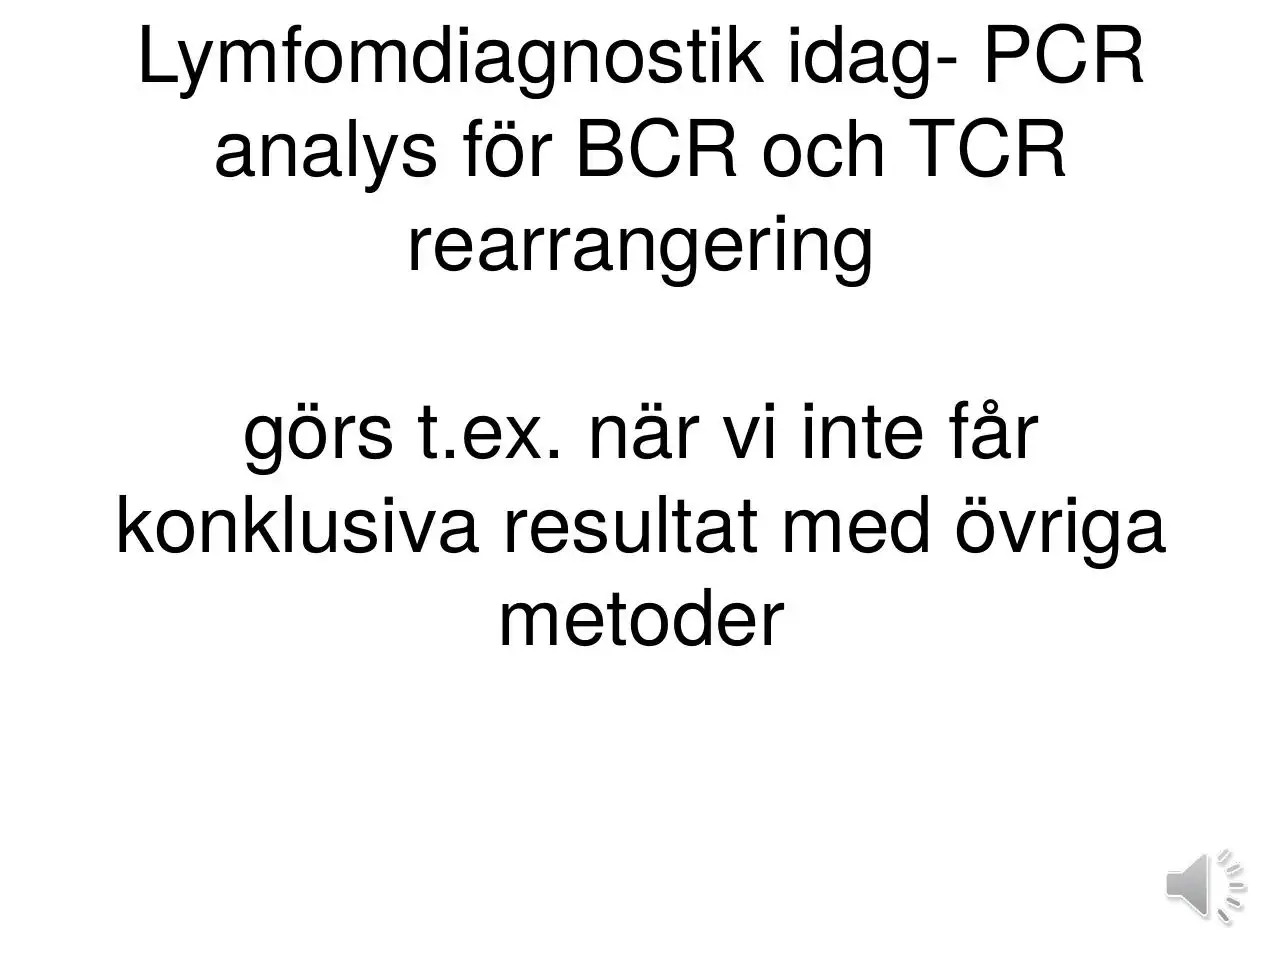 Lymfomdiagnostik idag- PCR
analys för BCR och TCR
rearrangering
görs t.ex. när vi inte får
konklusiva resultat med övriga
metoder